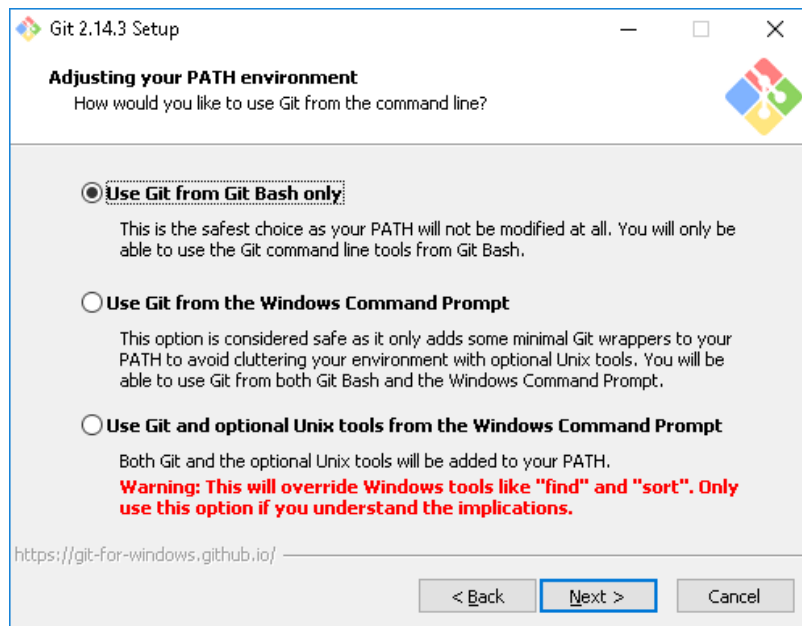 Git 2.14.3 Setup
Adjusting your PATH environment
How would you like to use Git from the command line?
Use Git from Git Bash only
This is the safest choice as your PATH will not be modified at all. You will only be
able to use the Git command line tools from Git Bash.
Use Git from the Windows Command Prompt
This option is considered safe as it only adds some minimal Git wrappers to your
PATH to avoid cluttering your environment with optional Unix tools. You will be
able to use Git from both Git Bash and the Windows Command Prompt.
Use Git and optional Unix tools from the Windows Command Prompt
Both Git and the optional Unix tools will be added to your PATH.
Warning: This will override Windows tools like "find" and "sort". Only
use this option if you understand the implications.
https://git-for-windows.github.io/
< Back Next > Cancel